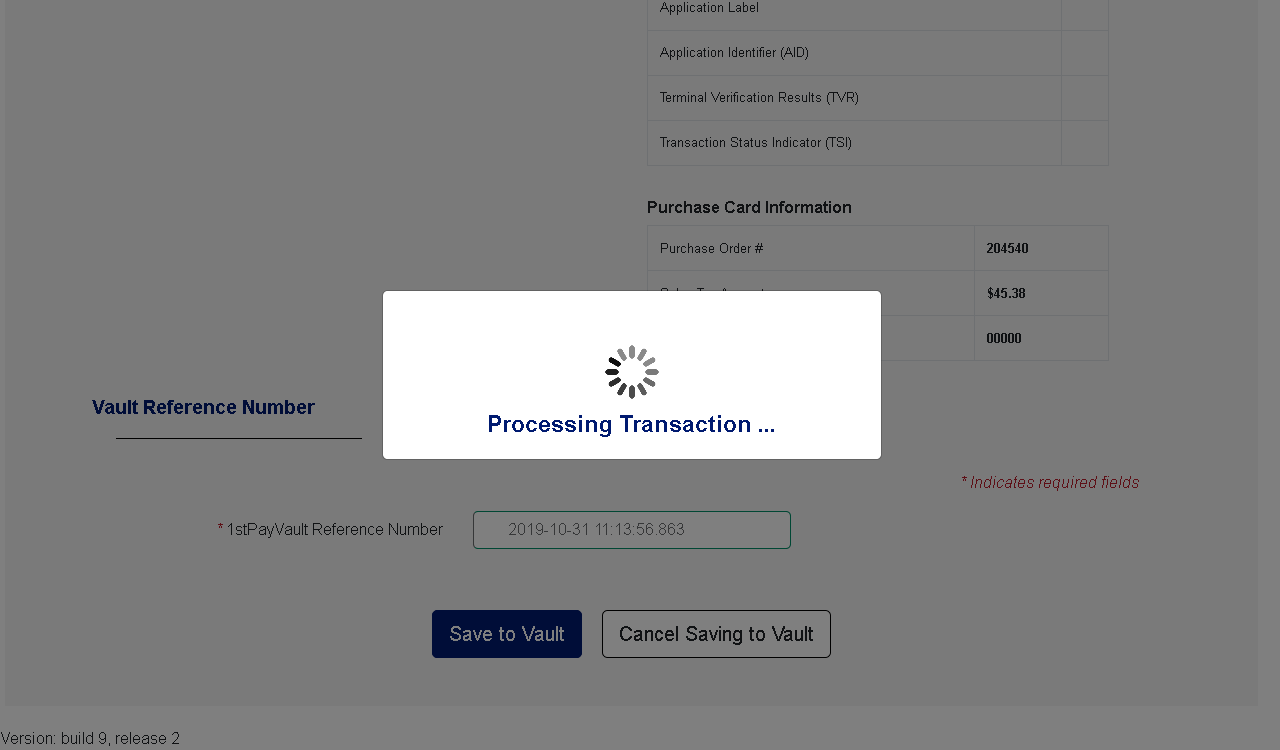 Application Label
Application Identifier (AID)
Terminal Verification Results (TVR)
Transaction Status Indicator (TSI)
Purchase Card Information
Purchase Order # 204540
$45.38
00000
Processing Transaction ...
Vault Reference Number
* Indicates required fields
* 1stPayVault Reference Number 2019-10-31 11:13:56.863
Save to Vault Cancel Saving to Vault
Version: build 9, release 2